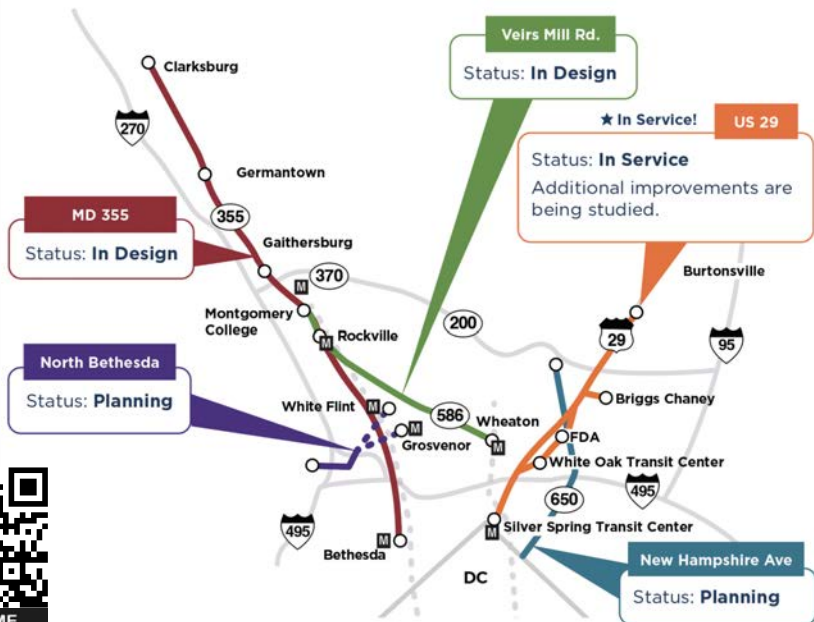 Veirs Mill Rd.
Status: In Design
★ In Service!
US 29
Status: In Service
Additional improvements are
being studied.
Clarksburg
270
Germantown
MD 355
Status: In Design
355
Gaithersburg
370
M
Burtonsville
Montgomery
College
200
Rockville
M
29
95
North Bethesda
Status: Planning
White Flint
M
586
Wheaton
M
Briggs Chaney
Grosvenor
M
FDA
White Oak Transit Center
495
650
495
Silver Spring Transit Center
M
Bethesda
M
DC
New Hampshire Ave
Status: Planning